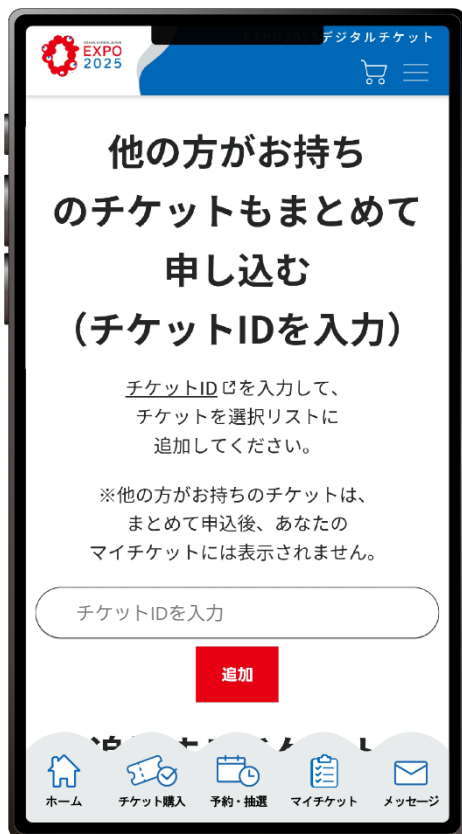 OSAKA, KANSAI, JAPAN
EXPO
2025
デジタルチケット
他の方がお持ち
のチケットもまとめて
申し込む
（チケットIDを入力）
チケットIDを入力して、
チケットを選択リストに
追加してください。
※他の方がお持ちのチケットは、
まとめて申込後、あなたの
マイチケットには表示されません。
チケットIDを入力
追加
ホーム
チケット購入
予約・抽選
マイチケット
メッセージ